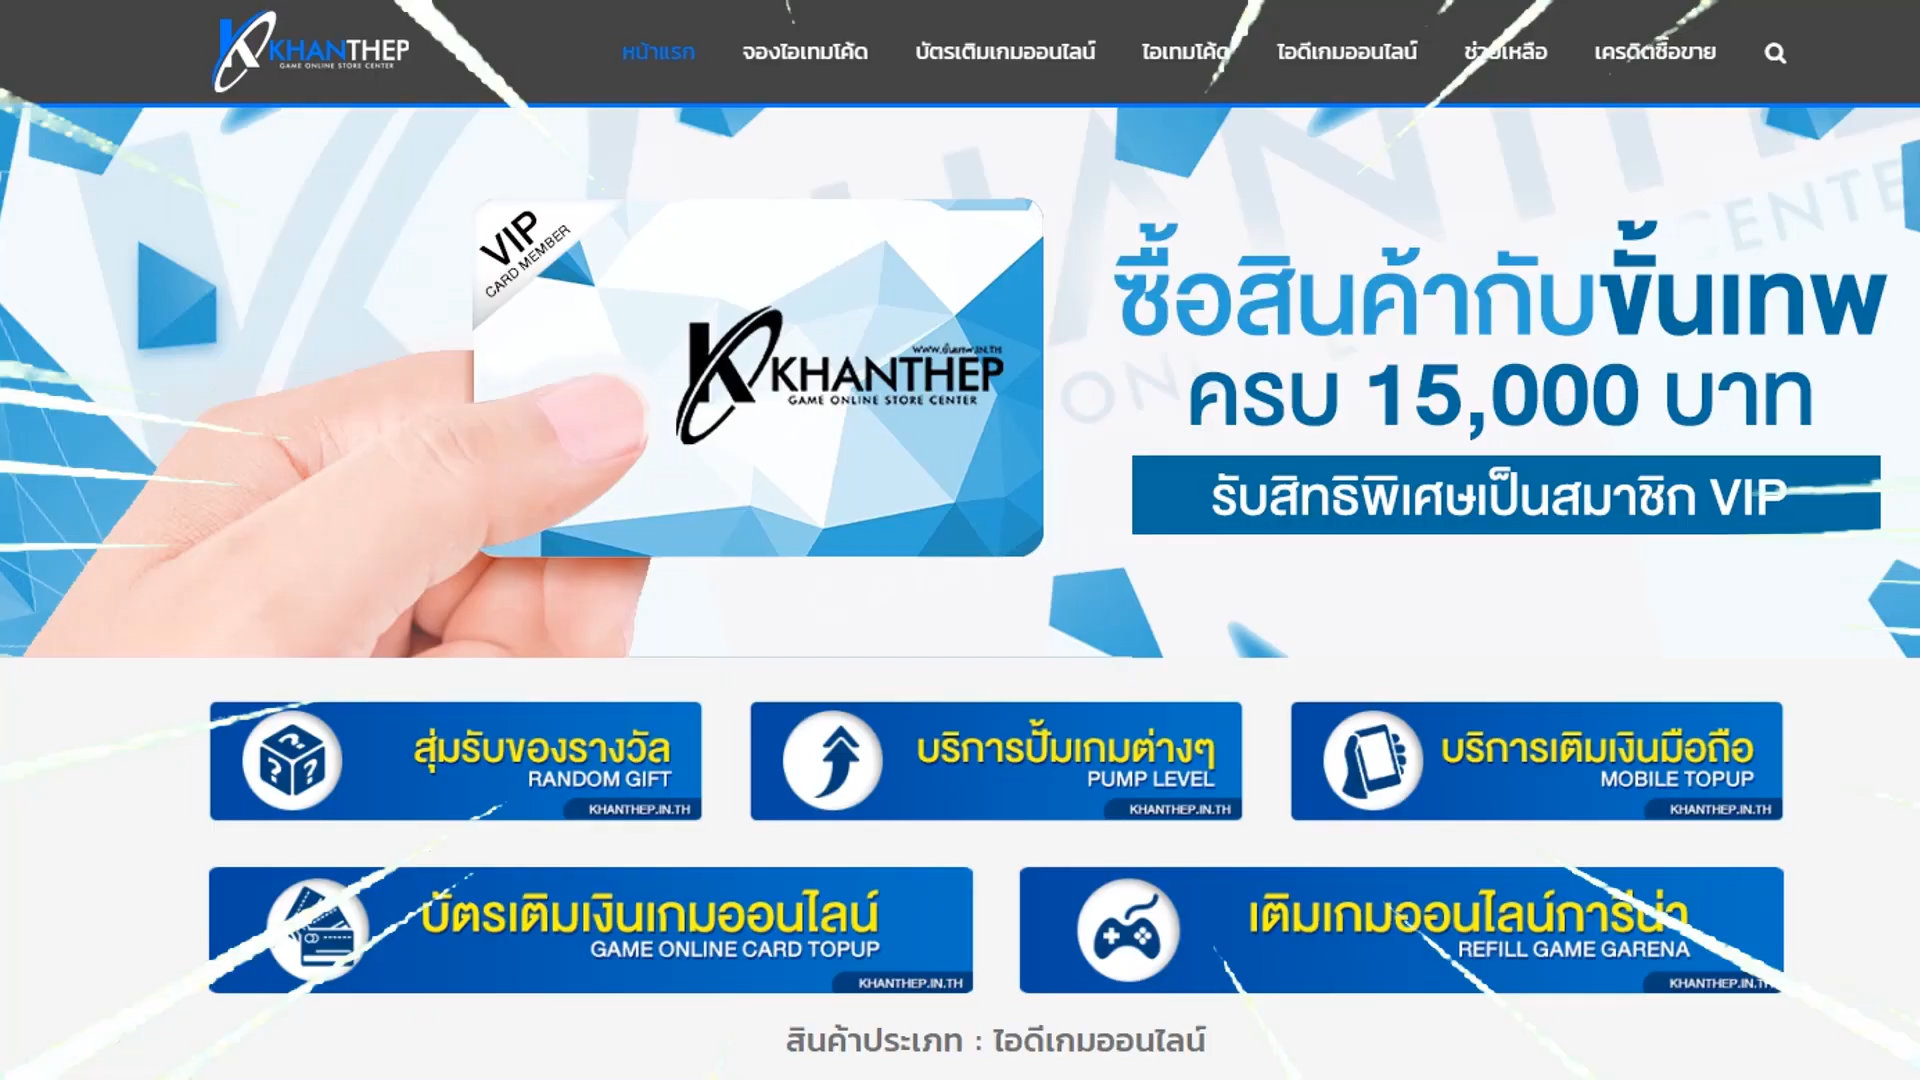 KHANTHEP
GAME ONLINE STORE CENTER
หน้าแรก จองไอเทมโค้ด บัตรเติมเกมออนไลน์ ไอเทมโค้ด ไอดีเกมออนไลน์ ช่วยเหลือ เครดิตซื้อขาย
VIP
CARD MEMBER
WWW.ขั้นเทพ.IN.TH
KHANTHEP
GAME ONLINE STORE CENTER
ซื้อสินค้ากับขั้นเทพ
ครบ 15,000 บาท
รับสิทธิพิเศษเป็นสมาชิก VIP
สุ่มรับของรางวัล
RANDOM GIFT
KHANTHEP.IN.TH
บริการปั้มเกมต่างๆ
PUMP LEVEL
KHANTHEP.IN.TH
บริการเติมเงินมือถือ
MOBILE TOPUP
KHANTHEP.IN.TH
บัตรเติมเงินเกมออนไลน์
GAME ONLINE CARD TOPUP
KHANTHEP.IN.TH
เติมเกมออนไลน์การีน่า
REFILL GAME GARENA
KHANTHEP.IN.TH
สินค้าประเภท : ไอดีเกมออนไลน์